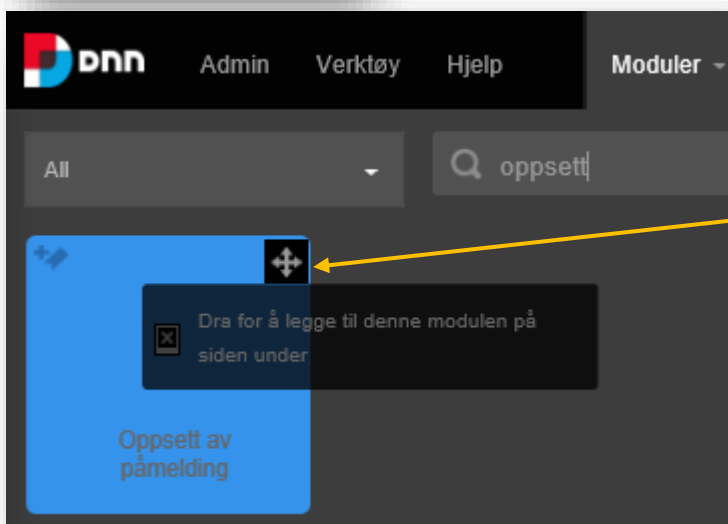 DNN Admin Verktøy Hjelp Moduler
All oppsett
Dra for å legge til denne modulen på
siden under
Oppsett av
påmelding